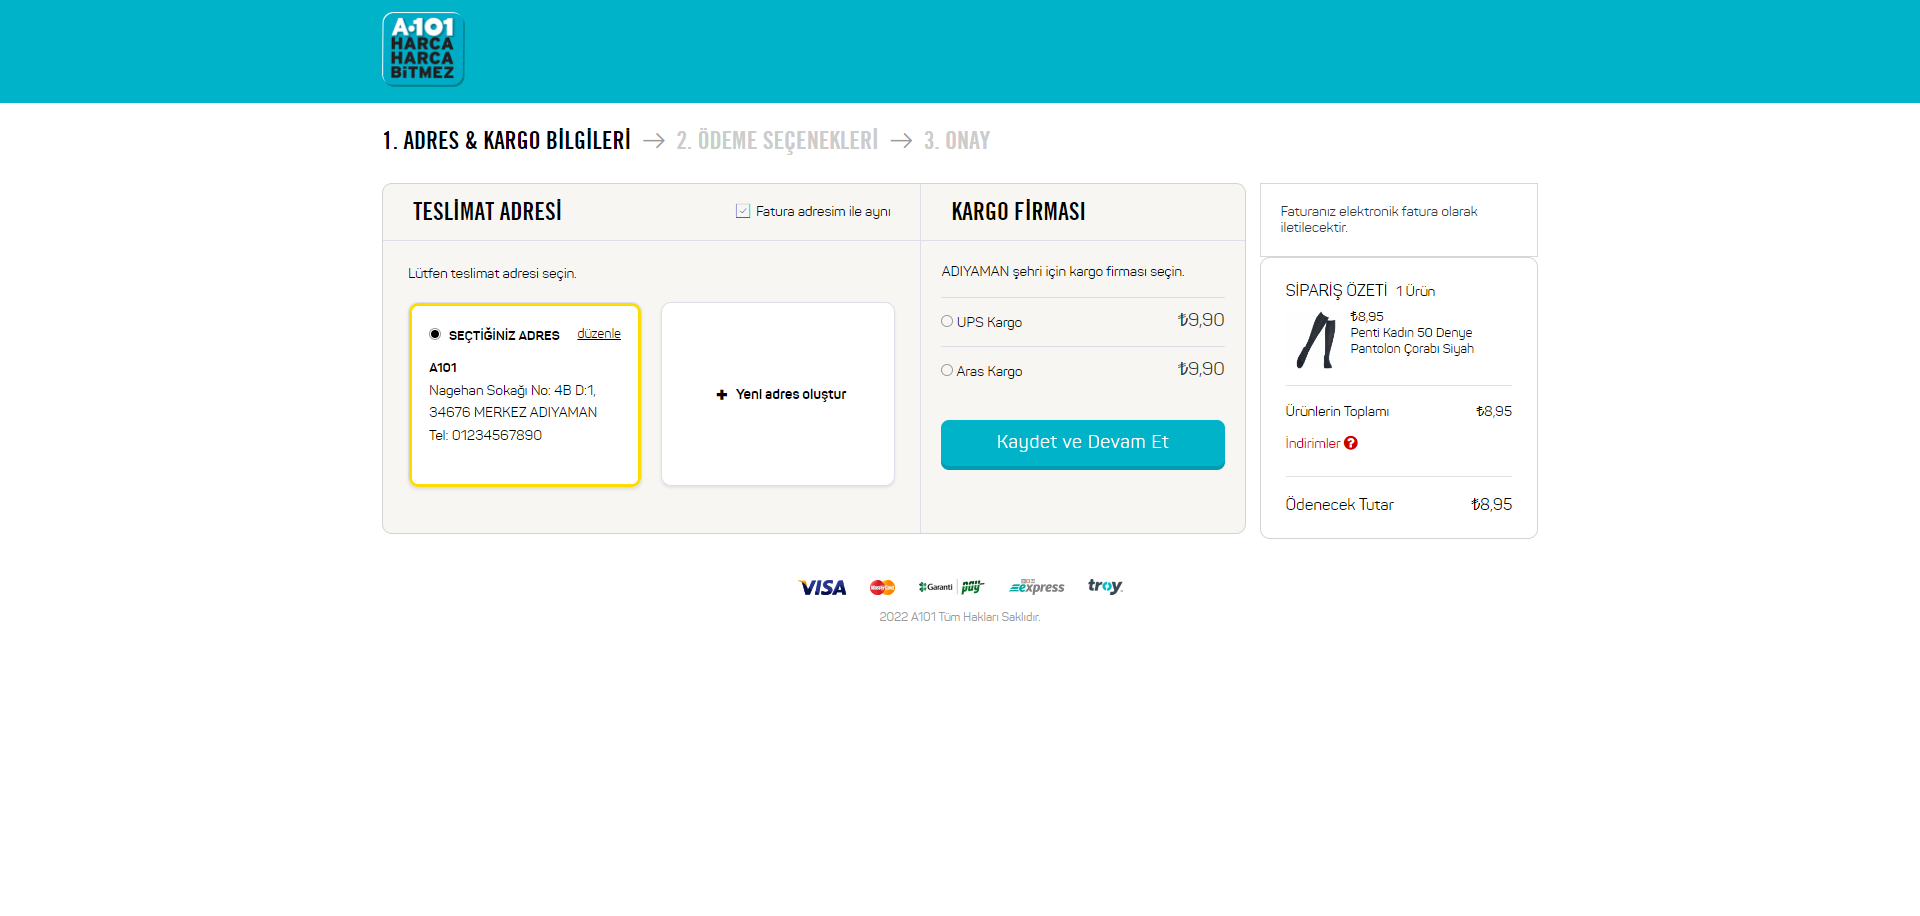 A101
HARCA
HARCA
BiTMEZ
1. ADRES & KARGO BİLGİLERİ → 2. ÖDEME SEÇENEKLERİ → 3. ONAY
TESLİMAT ADRESİ
Fatura adresim ile aynı
Lütfen teslimat adresi seçin.
SEÇTİĞİNİZ ADRES düzenle
A101
Nagehan Sokağı No: 4B D:1,
34676 MERKEZ ADIYAMAN
Tel: 01234567890
+ Yeni adres oluştur
KARGO FİRMASI
ADIYAMAN şehri için kargo firması seçin.
UPS Kargo ₺9,90
Aras Kargo ₺9,90
Kaydet ve Devam Et
Faturanız elektronik fatura olarak
iletilecektir.
SİPARİŞ ÖZETİ 1 Ürün
₺8,95
Penti Kadın 50 Denye
Pantolon Çorabı Siyah
Ürünlerin Toplamı ₺8,95
İndirimler ?
Ödenecek Tutar ₺8,95
VISA MasterCard Garanti pay express troy
2022 A101 Tüm Hakları Saklıdır.